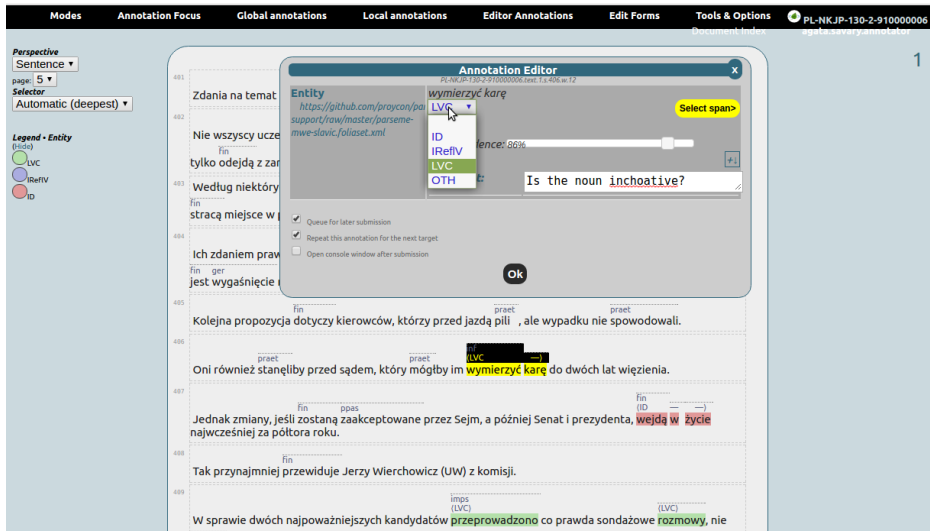 Modes Annotation Focus Global annotations Local annotations Editor Annotations Edit Forms Tools & Options PL-NKJP-130-2-910000006
Document Index agata.savary.annotator
1
Perspective
Sentence
page: 5
Selector
Automatic (deepest)
Legend • Entity
(Hide)
LVC
IReflV
ID
Annotation Editor X
PL-NKJP-130-2-910000006.text.1.s.406.w.12
Entity
https://github.com/proycon/par
support/raw/master/parseme-
mwe-slavic.foliaset.xml
wymierzyć karę
LVC
Select span>
ID
IReflV
LVC
OTH
dence: 86%
+↓
t:
Is the noun inchoative?
Queue for later submission
Repeat this annotation for the next target
Open console window after submission
Ok
401
Zdania na temat
402
Nie wszyscy ucze
fin
tylko odejdą z zar
403
Według niektóry
fin
stracą miejsce w p
404
Ich zdaniem praw
fin ger
jest wygaśnięcie
405
fin praet praet
Kolejna propozycja dotyczy kierowców, którzy przed jazdą pili , ale wypadku nie spowodowali.
406
inf
praet praet (LVC —)
Oni również stanęliby przed sądem, który mógłby im wymierzyć karę do dwóch lat więzienia.
407
fin
fin ppas (ID — —)
Jednak zmiany, jeśli zostaną zaakceptowane przez Sejm, a później Senat i prezydenta, wejdą w życie
najwcześniej za półtora roku.
408
fin
Tak przynajmniej przewiduje Jerzy Wierchowicz (UW) z komisji.
409
imps
(LVC) (LVC)
W sprawie dwóch najpoważniejszych kandydatów przeprowadzono co prawda sondażowe rozmowy, nie